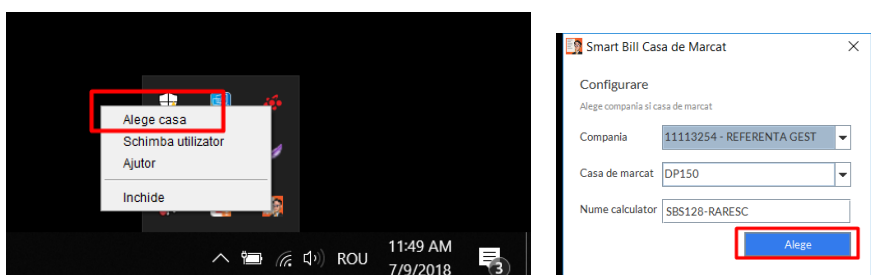 Alege casa
Schimba utilizator
Ajutor
Inchide
ROU
11:49 AM
7/9/2018
3
Smart Bill Casa de Marcat
Configurare
Alege compania si casa de marcat
Compania 11113254 - REFERENTA GEST
Casa de marcat DP150
Nume calculator SBS128-RARESC
Alege